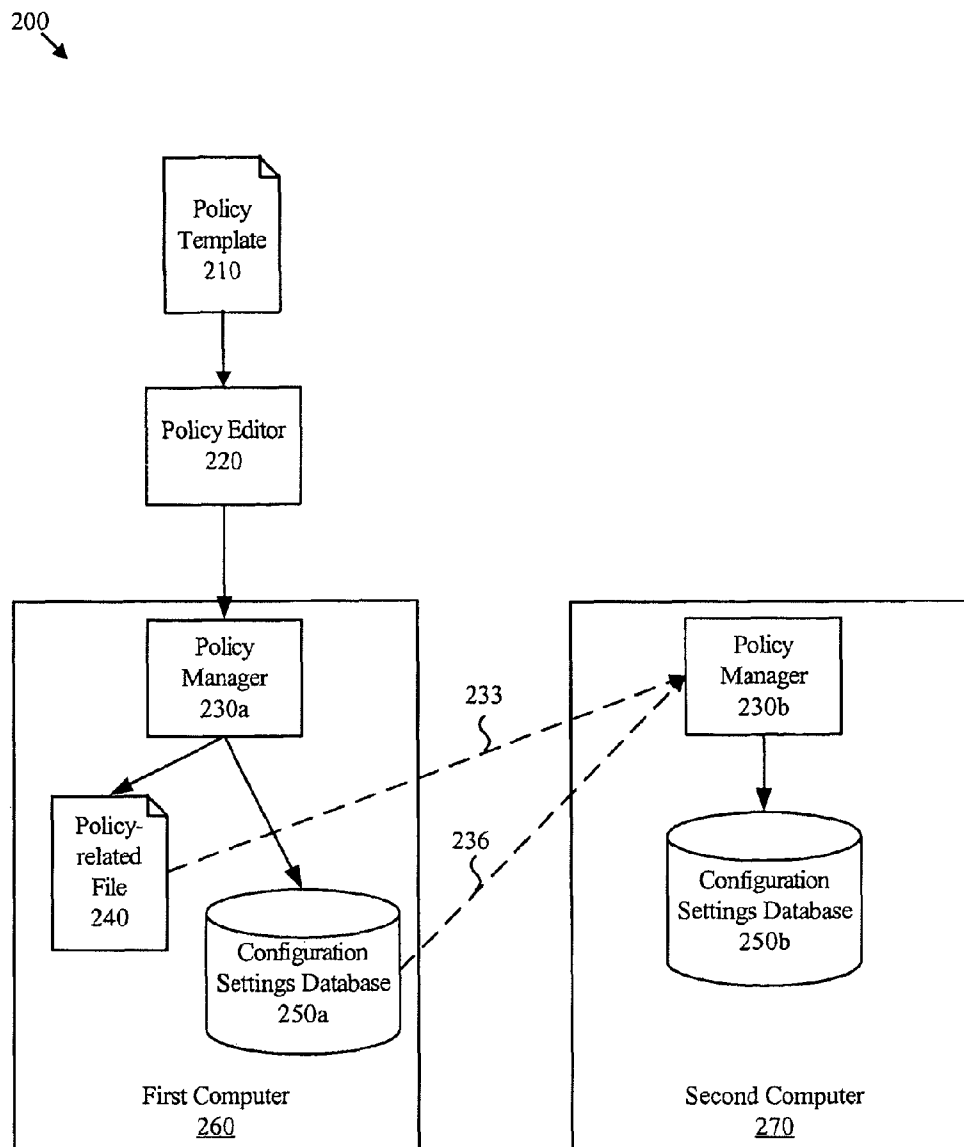 200
Policy
Template
210
Policy Editor
220
Policy
Manager
230a
233
Policy
Manager
230b
Policy-
related
File
240
236
Configuration
Settings Database
250a
Configuration
Settings Database
250b
First Computer
260
Second Computer
270